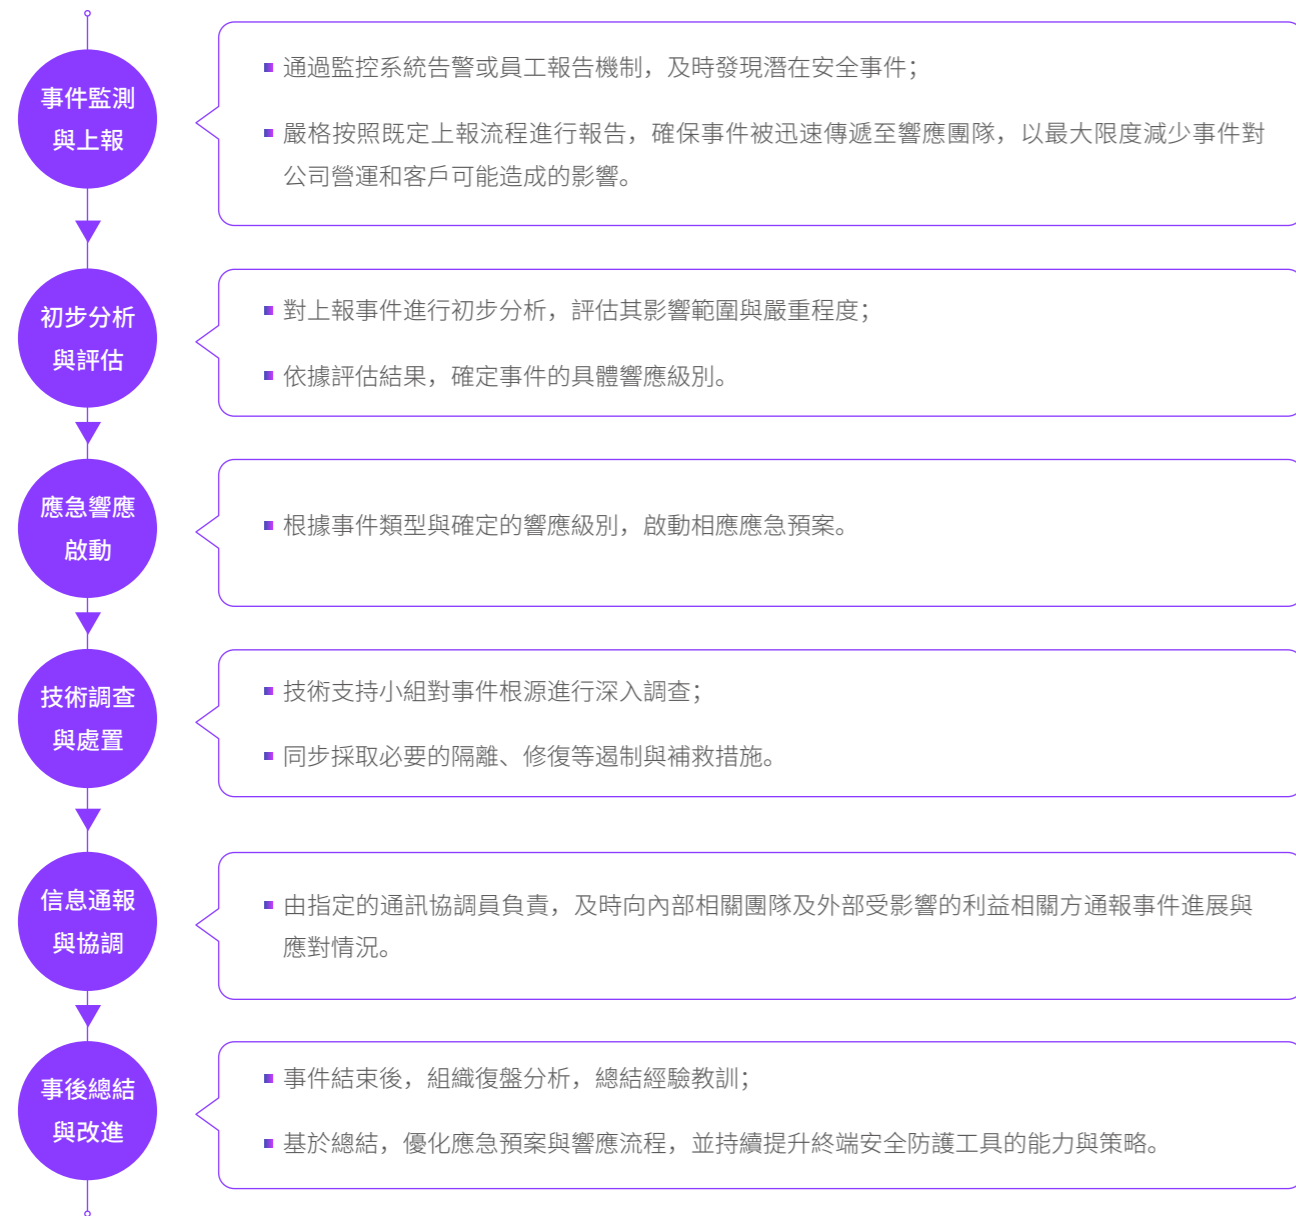 事件監測
與上報
通過監控系統告警或員工報告機制，及時發現潛在安全事件；
嚴格按照既定上報流程進行報告，確保事件被迅速傳遞至響應團隊，以最大限度減少事件對
公司營運和客戶可能造成的影響。
初步分析
與評估
對上報事件進行初步分析，評估其影響範圍與嚴重程度；
依據評估結果，確定事件的具體響應級別。
應急響應
啟動
根據事件類型與確定的響應級別，啟動相應應急預案。
技術調查
與處置
技術支持小組對事件根源進行深入調查；
同步採取必要的隔離、修復等遏制與補救措施。
信息通報
與協調
由指定的通訊協調員負責，及時向內部相關團隊及外部受影響的利益相關方通報事件進展與
應對情況。
事後總結
與改進
事件結束後，組織復盤分析，總結經驗教訓；
基於總結，優化應急預案與響應流程，並持續提升終端安全防護工具的能力與策略。